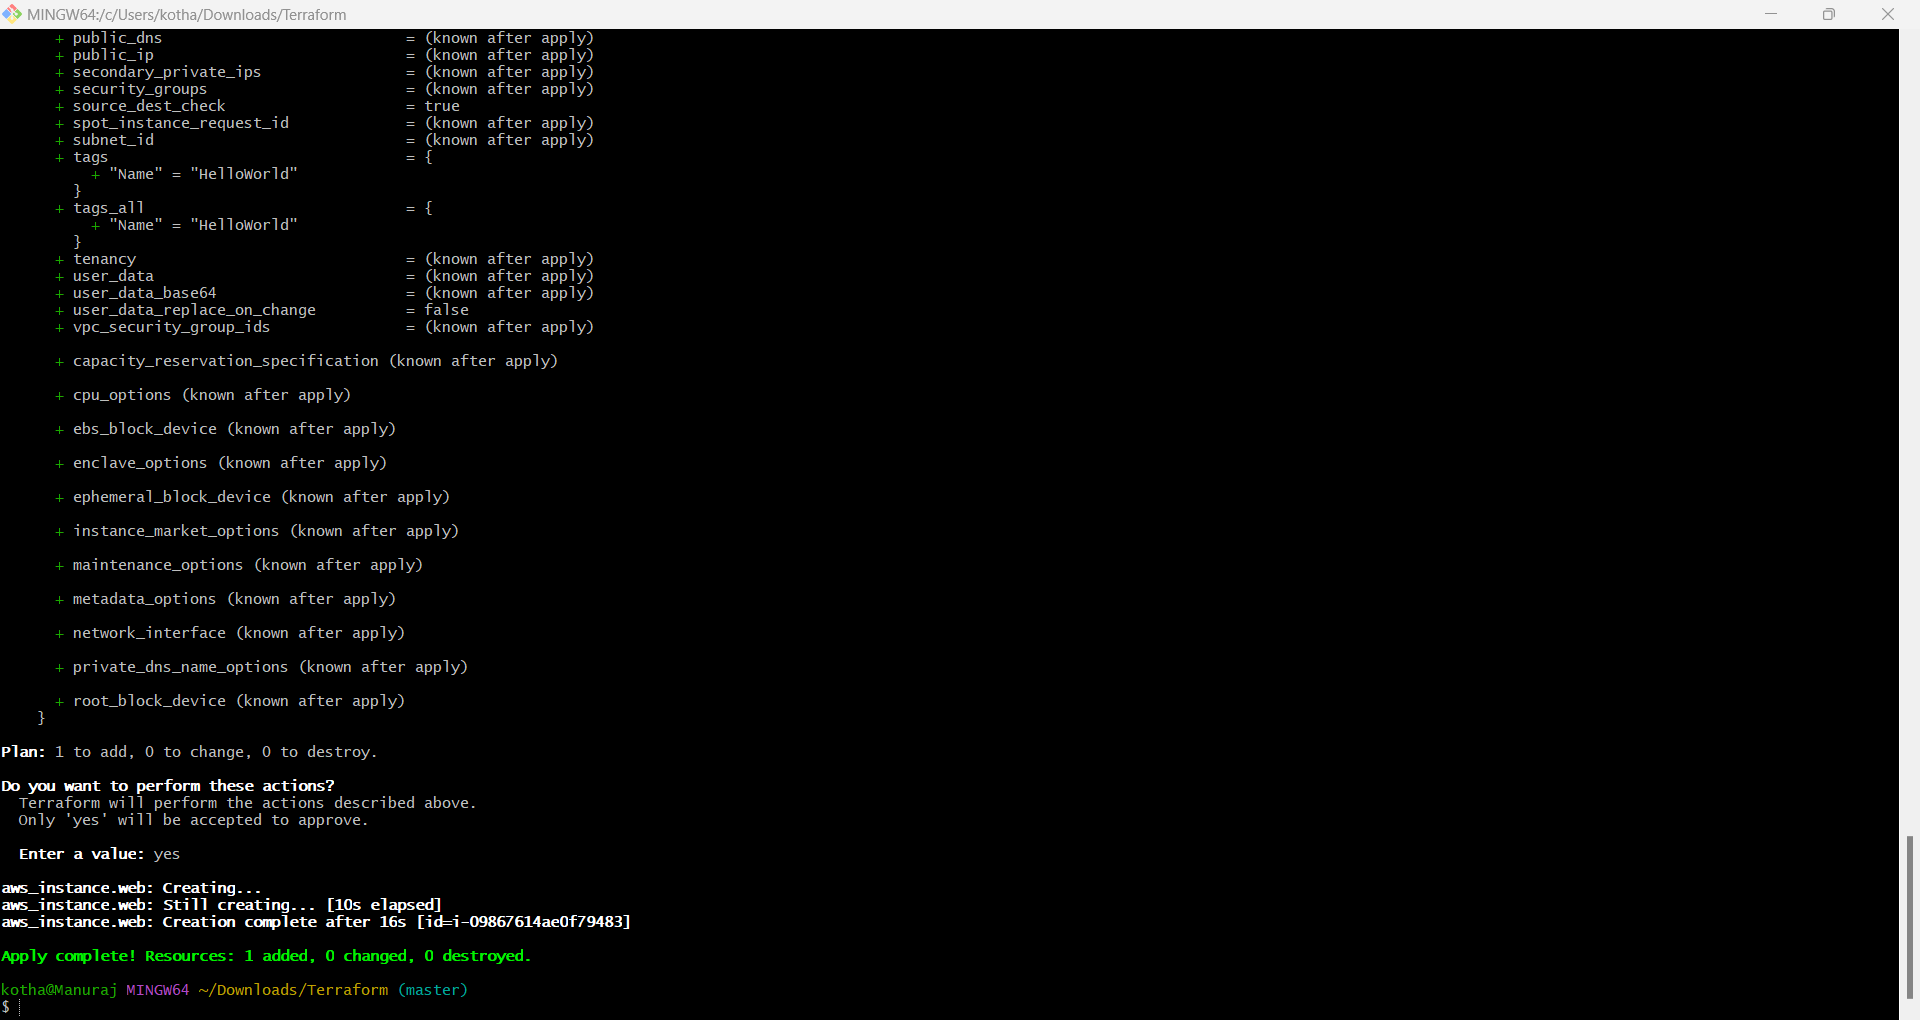 MINGW64:/c/Users/kotha/Downloads/Terraform
+ public_dns = (known after apply)
+ public_ip = (known after apply)
+ secondary_private_ips = (known after apply)
+ security_groups = (known after apply)
+ source_dest_check = true
+ spot_instance_request_id = (known after apply)
+ subnet_id = (known after apply)
+ tags = {
+ "Name" = "HelloWorld"
}
+ tags_all = {
+ "Name" = "HelloWorld"
}
+ tenancy = (known after apply)
+ user_data = (known after apply)
+ user_data_base64 = (known after apply)
+ user_data_replace_on_change = false
+ vpc_security_group_ids = (known after apply)
+ capacity_reservation_specification (known after apply)
+ cpu_options (known after apply)
+ ebs_block_device (known after apply)
+ enclave_options (known after apply)
+ ephemeral_block_device (known after apply)
+ instance_market_options (known after apply)
+ maintenance_options (known after apply)
+ metadata_options (known after apply)
+ network_interface (known after apply)
+ private_dns_name_options (known after apply)
+ root_block_device (known after apply)
}
Plan: 1 to add, 0 to change, 0 to destroy.
Do you want to perform these actions?
Terraform will perform the actions described above.
Only 'yes' will be accepted to approve.
Enter a value: yes
aws_instance.web: Creating...
aws_instance.web: Still creating... [10s elapsed]
aws_instance.web: Creation complete after 16s [id=i-09867614ae0f79483]
Apply complete! Resources: 1 added, 0 changed, 0 destroyed.
kotha@Manuraj MINGW64 ~/Downloads/Terraform (master)
$